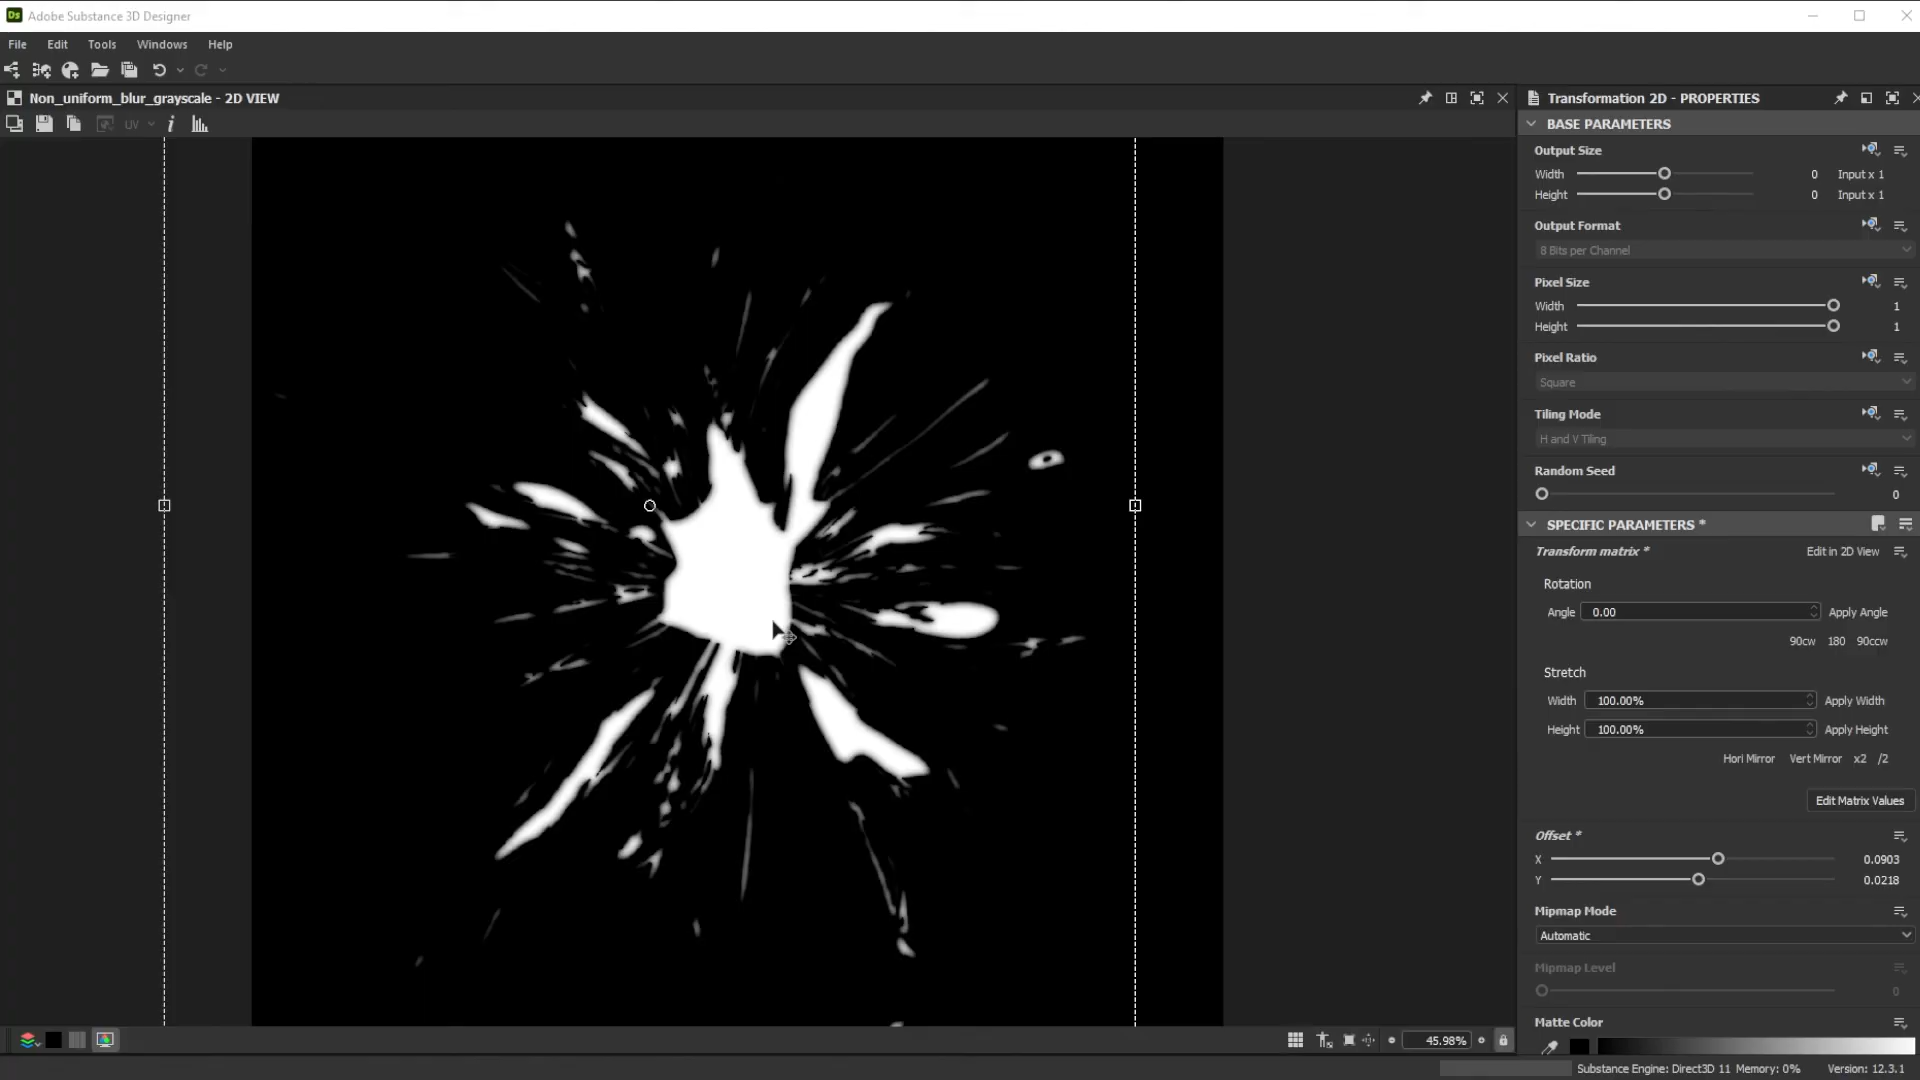 Ds Adobe Substance 3D Designer
File Edit Tools Windows Help
Non_uniform_blur_grayscale - 2D VIEW
UV
Transformation 2D - PROPERTIES
BASE PARAMETERS
Output Size
Width 0 Input x 1
Height 0 Input x 1
Output Format
8 Bits per Channel
Pixel Size
Width 1
Height 1
Pixel Ratio
Square
Tiling Mode
H and V Tiling
Random Seed
0
SPECIFIC PARAMETERS *
Transform matrix * Edit in 2D View
Rotation
Angle 0.00 Apply Angle
90cw 180 90ccw
Stretch
Width 100.00% Apply Width
Height 100.00% Apply Height
Hori Mirror Vert Mirror x2 /2
Edit Matrix Values
Offset *
X 0.0903
Y 0.0218
Mipmap Mode
Automatic
Mipmap Level
0
Matte Color
45.98%
Substance Engine: Direct3D 11 Memory: 0% Version: 12.3.1